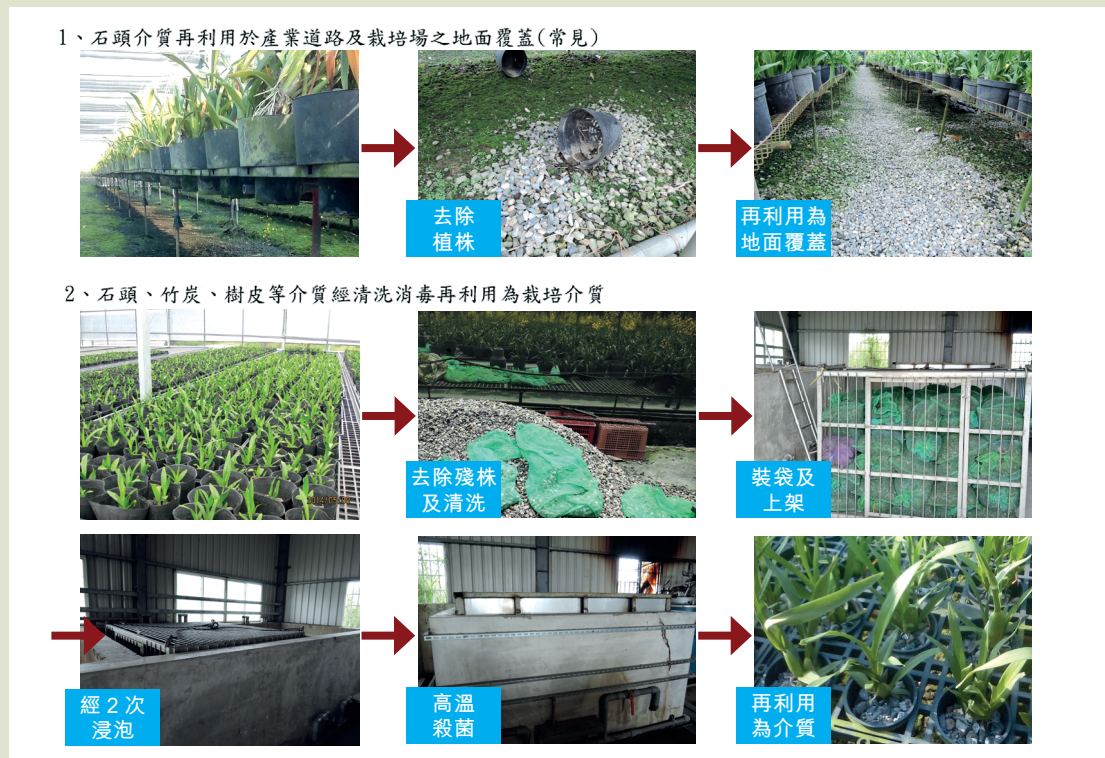 1、石頭介質再利用於產業道路及栽培場之地面覆蓋(常見)
去除
植株
再利用為
地面覆蓋
2、石頭、竹炭、樹皮等介質經清洗消毒再利用為栽培介質
去除殘株
及清洗
裝袋及
上架
經2次
浸泡
高溫
殺菌
再利用
為介質